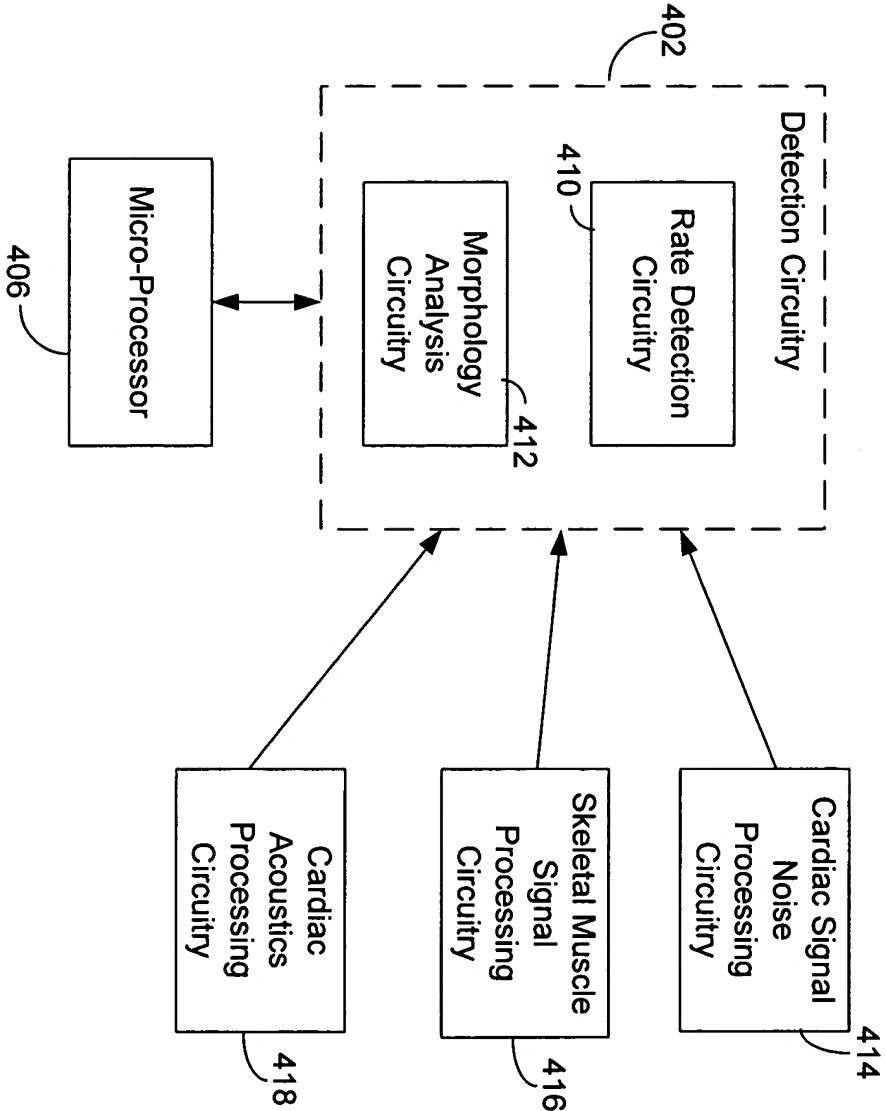 402
Detection Circuitry
410
Rate Detection
Circuitry
Morphology
Analysis
Circuitry
412
Micro-Processor
406
Cardiac Signal
Noise
Processing
Circuitry
414
Skeletal Muscle
Signal
Processing
Circuitry
416
Cardiac
Acoustics
Processing
Circuitry
418